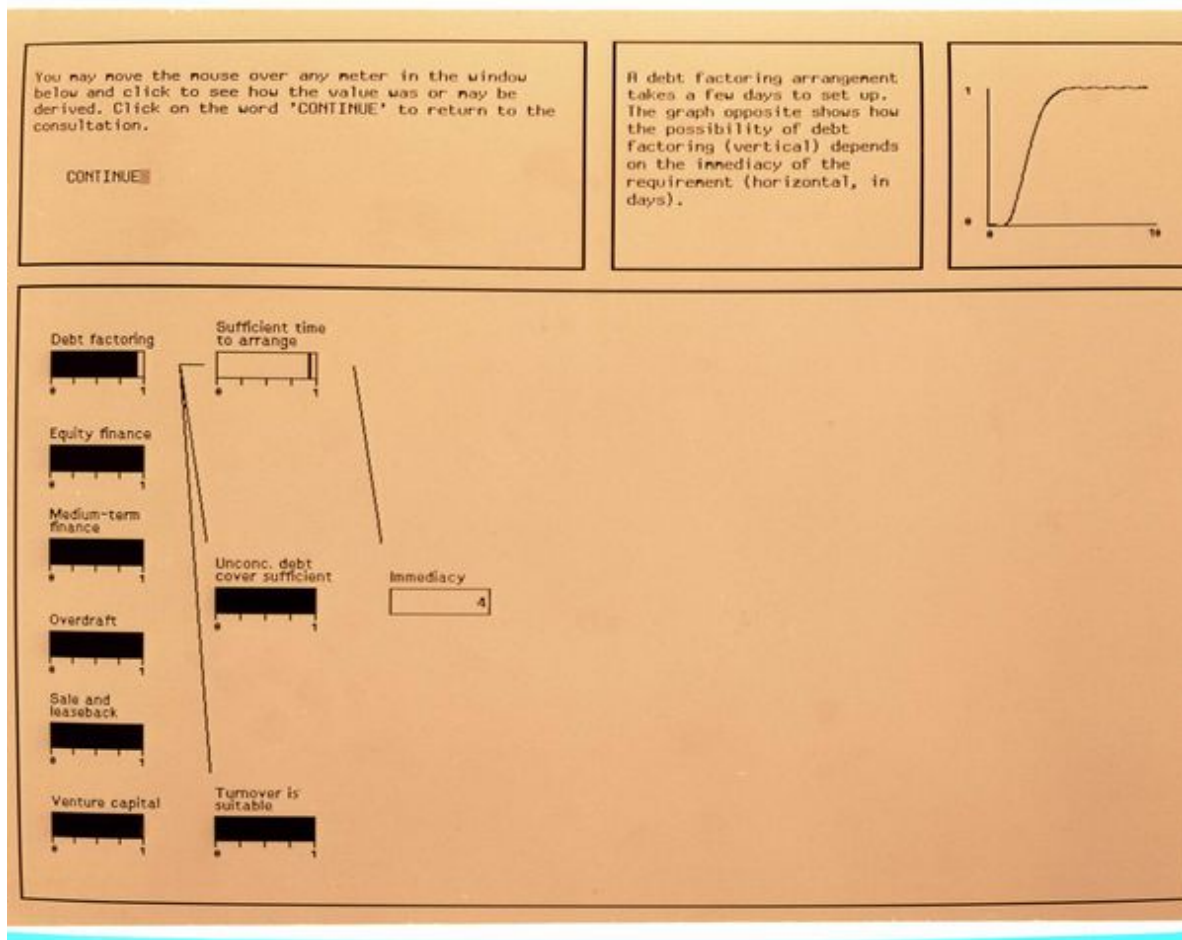 You may move the mouse over any meter in the window
below and click to see how the value was or may be
derived. Click on the word 'CONTINUE' to return to the
consultation.
CONTINUE
A debt factoring arrangement
takes a few days to set up.
The graph opposite shows how
the possibility of debt
factoring (vertical) depends
on the immediacy of the
requirement (horizontal, in
days).
1
0
0
10
Debt factoring
0 1
Sufficient time
to arrange
0 1
Equity finance
0 1
Medium-term
finance
0 1
Unconc. debt
cover sufficient
0 1
Immediacy
4
Overdraft
0 1
Sale and
leaseback
0 1
Venture capital
0 1
Turnover is
suitable
0 1